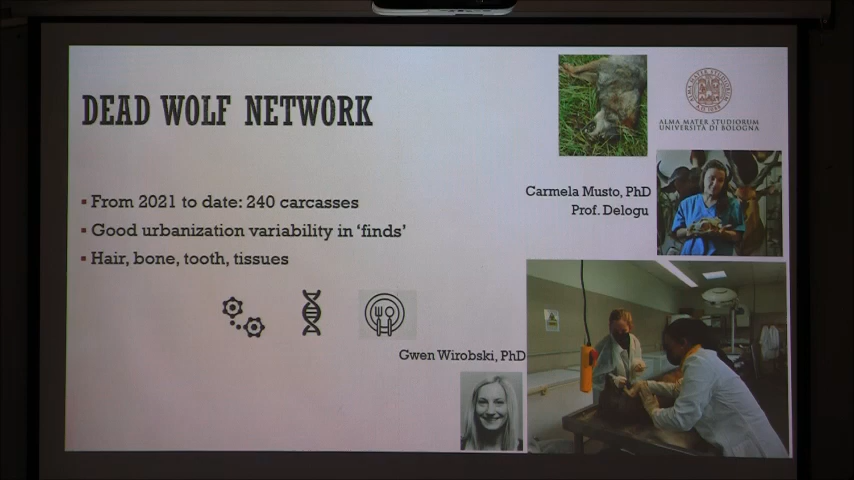 DEAD WOLF NETWORK
ALMA MATER STUDIORUM
UNIVERSITÀ DI BOLOGNA
From 2021 to date: 240 carcasses
Good urbanization variability in ‘finds’
Hair, bone, tooth, tissues
Carmela Musto, PhD
Prof. Delogu
Gwen Wirobski, PhD